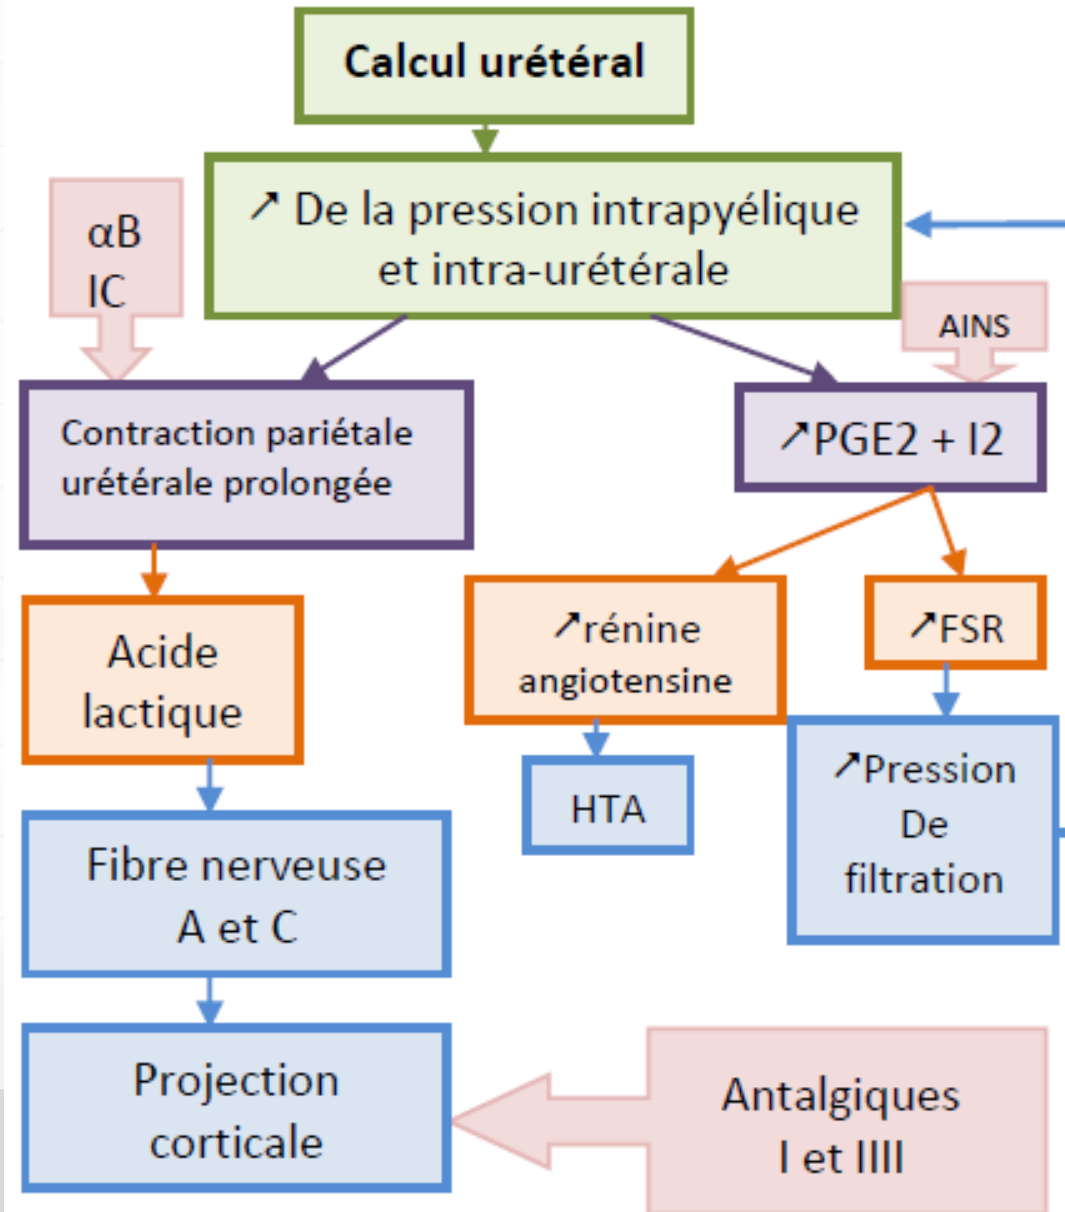 Calcul urétéral
↗ De la pression intrapyélique
et intra-urétérale
αB
IC
AINS
Contraction pariétale
urétérale prolongée
↗PGE2 + I2
Acide
lactique
↗rénine
angiotensine
↗FSR
HTA
↗Pression
De
filtration
Fibre nerveuse
A et C
Projection
corticale
Antalgiques
I et IIII